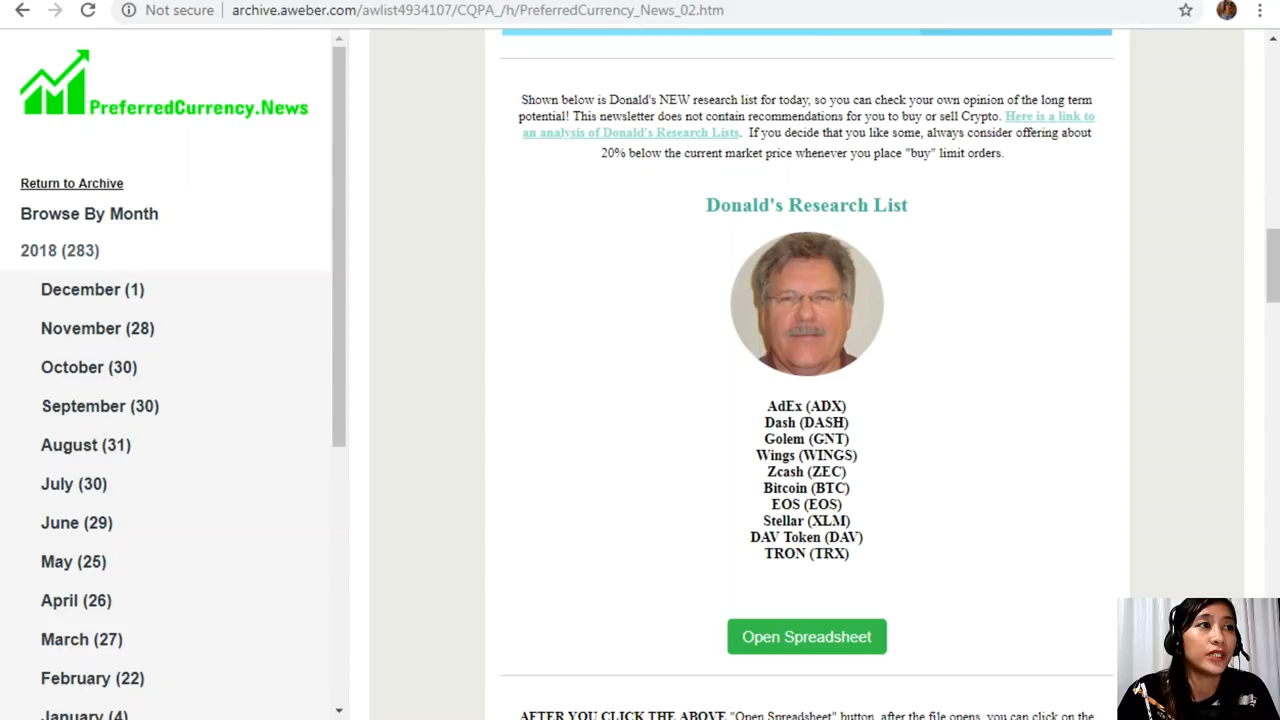 Not secure
archive.aweber.com/awlist4934107/CQPA_/h/PreferredCurrency_News_02.htm
PreferredCurrency.News
Return to Archive
Browse By Month
2018 (283)
December (1)
November (28)
October (30)
September (30)
August (31)
July (30)
June (29)
May (25)
April (26)
March (27)
February (22)
January (4)
Shown below is Donald's NEW research list for today, so you can check your own opinion of the long term
potential! This newsletter does not contain recommendations for you to buy or sell Crypto. Here is a link to
an analysis of Donald's Research Lists. If you decide that you like some, always consider offering about
20% below the current market price whenever you place "buy" limit orders.
Donald's Research List
AdEx (ADX)
Dash (DASH)
Golem (GNT)
Wings (WINGS)
Zcash (ZEC)
Bitcoin (BTC)
EOS (EOS)
Stellar (XLM)
DAV Token (DAV)
TRON (TRX)
Open Spreadsheet
AFTER YOU CLICK THE ABOVE "Open Spreadsheet" button, after the file opens, you can click on the